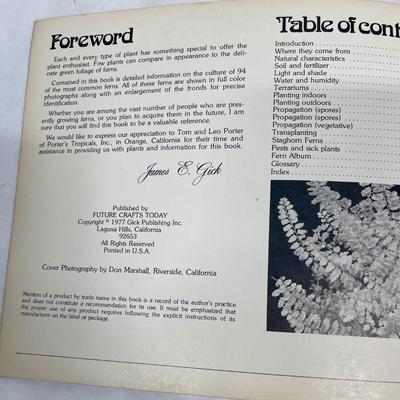 Foreword
Each and every type of plant has something special to offer the
plant enthusiast. Few plants can compare in appearance to the deli-
cate green foliage of ferns.
Contained in this book is detailed information on the culture of 94
of the most common ferns. All of these ferns are shown in full color
photographs along with an enlargement of the fronds for precise
identification.
Whether you are among the vast number of people who are pres-
ently growing ferns, or you plan to acquire them in the future, I am
sure that you will find this book to be a valuable reference.
We would like to express our appreciation to Tom and Leo Porter
of Porter's Tropicals, Inc., in Orange, California for their time and
assistance in providing us with plants and information for this book.
James E. Gick
Published by
FUTURE CRAFTS TODAY
Copyright © 1977 Gick Publishing Inc.
Laguna Hills, California
92653
All Rights Reserved
Printed in U.S.A.
Cover Photography by Don Marshall, Riverside, California
Mention of a product by trade name in this book is a record of the author's practice
and does not constitute a recommendation for its use. It must be emphasized that
the proper use of any product requires following the explicit instructions of its
manufacturer on the label or package.
Table of cont
Introduction
Where they come from
Natural characteristics
Soil and fertilizer
Light and shade
Water and humidity
Terrariums
Planting indoors
Planting outdoors
Propagation (spores)
Propagation (spores)
Propagation (vegetative)
Transplanting
Staghorn Ferns
Pests and sick plants
Fern Album
Glossary
Index